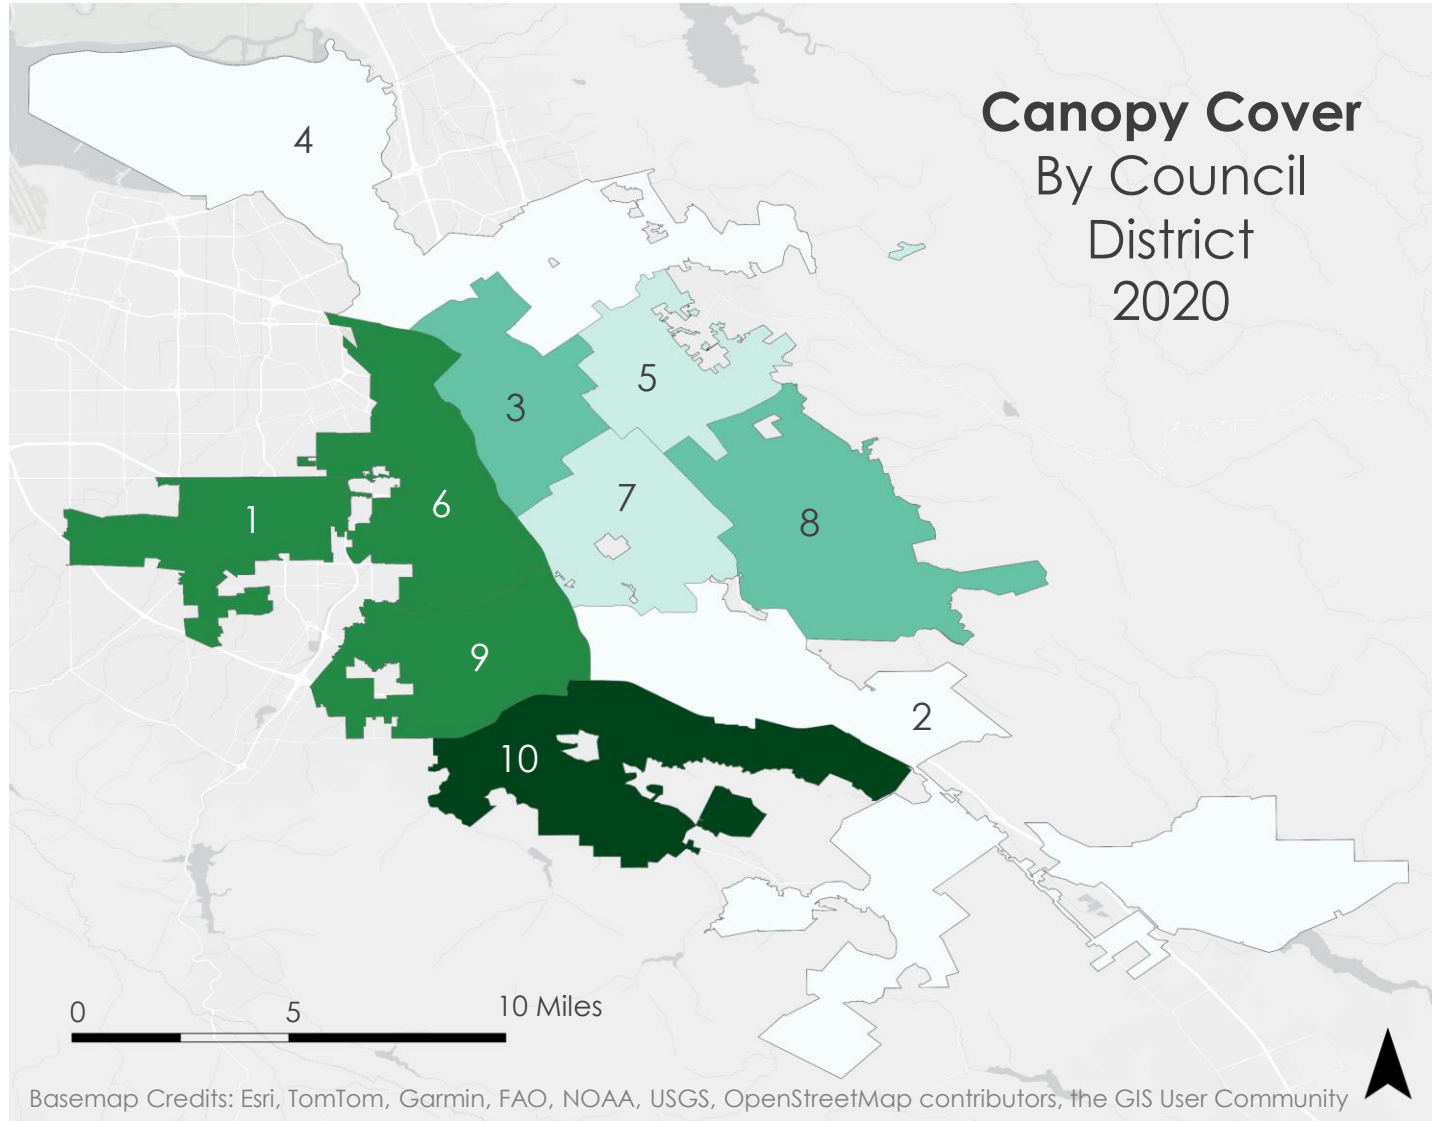 Canopy Cover
By Council
District
2020
4
3
5
6
1
7
8
9
2
10
0 5 10 Miles
Basemap Credits: Esri, TomTom, Garmin, FAO, NOAA, USGS, OpenStreetMap contributors, the GIS User Community